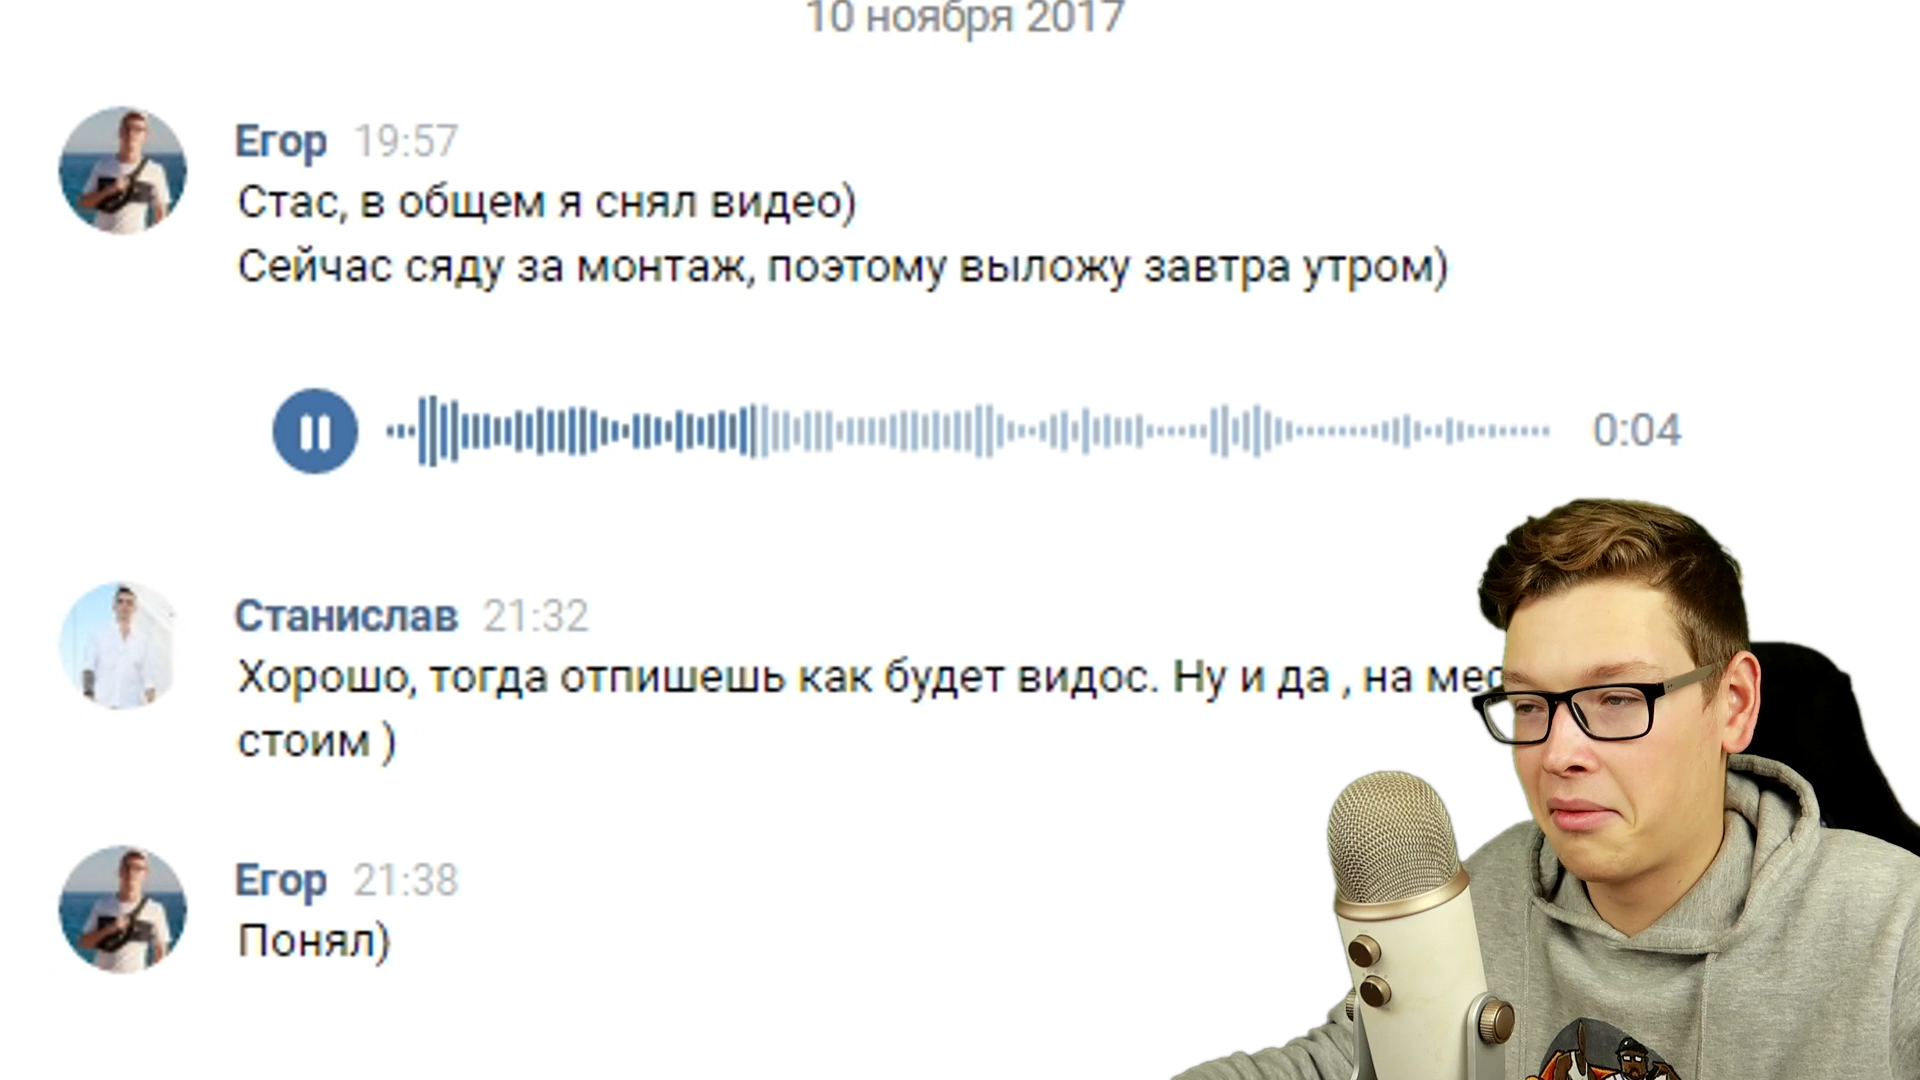 10 ноября 2017
Егор 19:57
Стас, в общем я снял видео)
Сейчас сяду за монтаж, поэтому выложу завтра утром)
0:04
Станислав 21:32
Хорошо, тогда отпишешь как будет видос. Ну и да , на
стоим )
Егор 21:38
Понял)